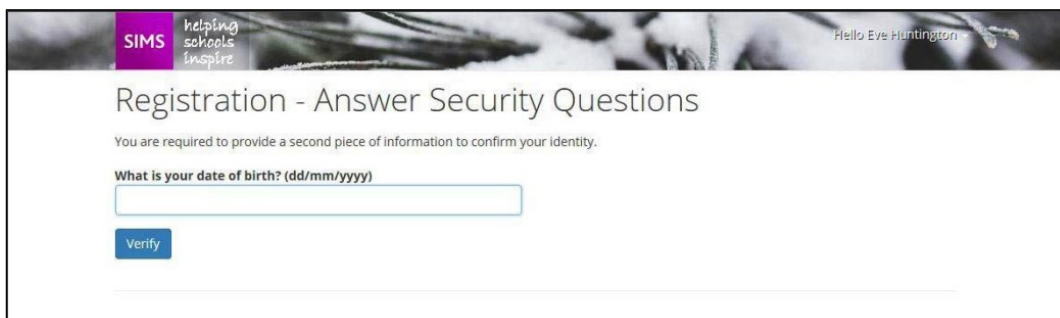 SIMS
helping
schools
inspire
Hello Eve Huntington
Registration - Answer Security Questions
You are required to provide a second piece of information to confirm your identity.
What is your date of birth? (dd/mm/yyyy)
Verify